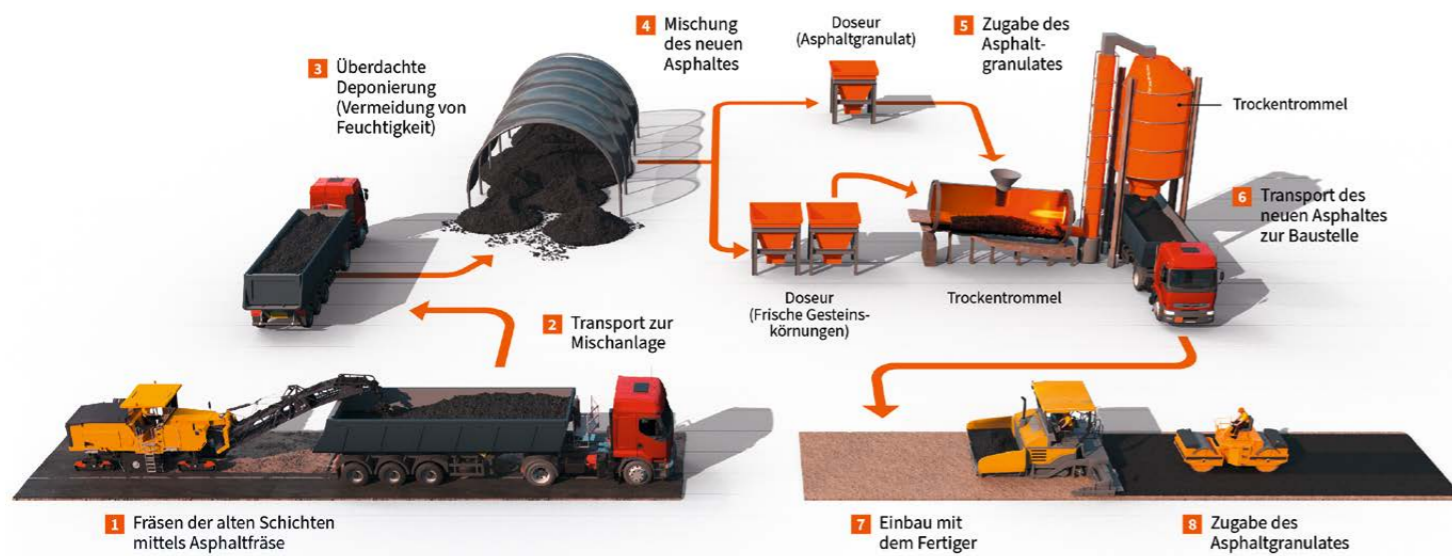 4 Mischung
des neuen
Asphaltes
Doseur
(Asphaltgranulat)
5 Zugabe des
Asphalt-
granulates
3 Überdachte
Deponierung
(Vermeidung von
Feuchtigkeit)
Trockentrommel
6 Transport des
neuen Asphaltes
zur Baustelle
Doseur
(Frische Gesteins-
körnungen)
Trockentrommel
2 Transport zur
Mischanlage
1 Fräsen der alten Schichten
mittels Asphaltfräse
7 Einbau mit
dem Fertiger
8 Zugabe des
Asphaltgranulates